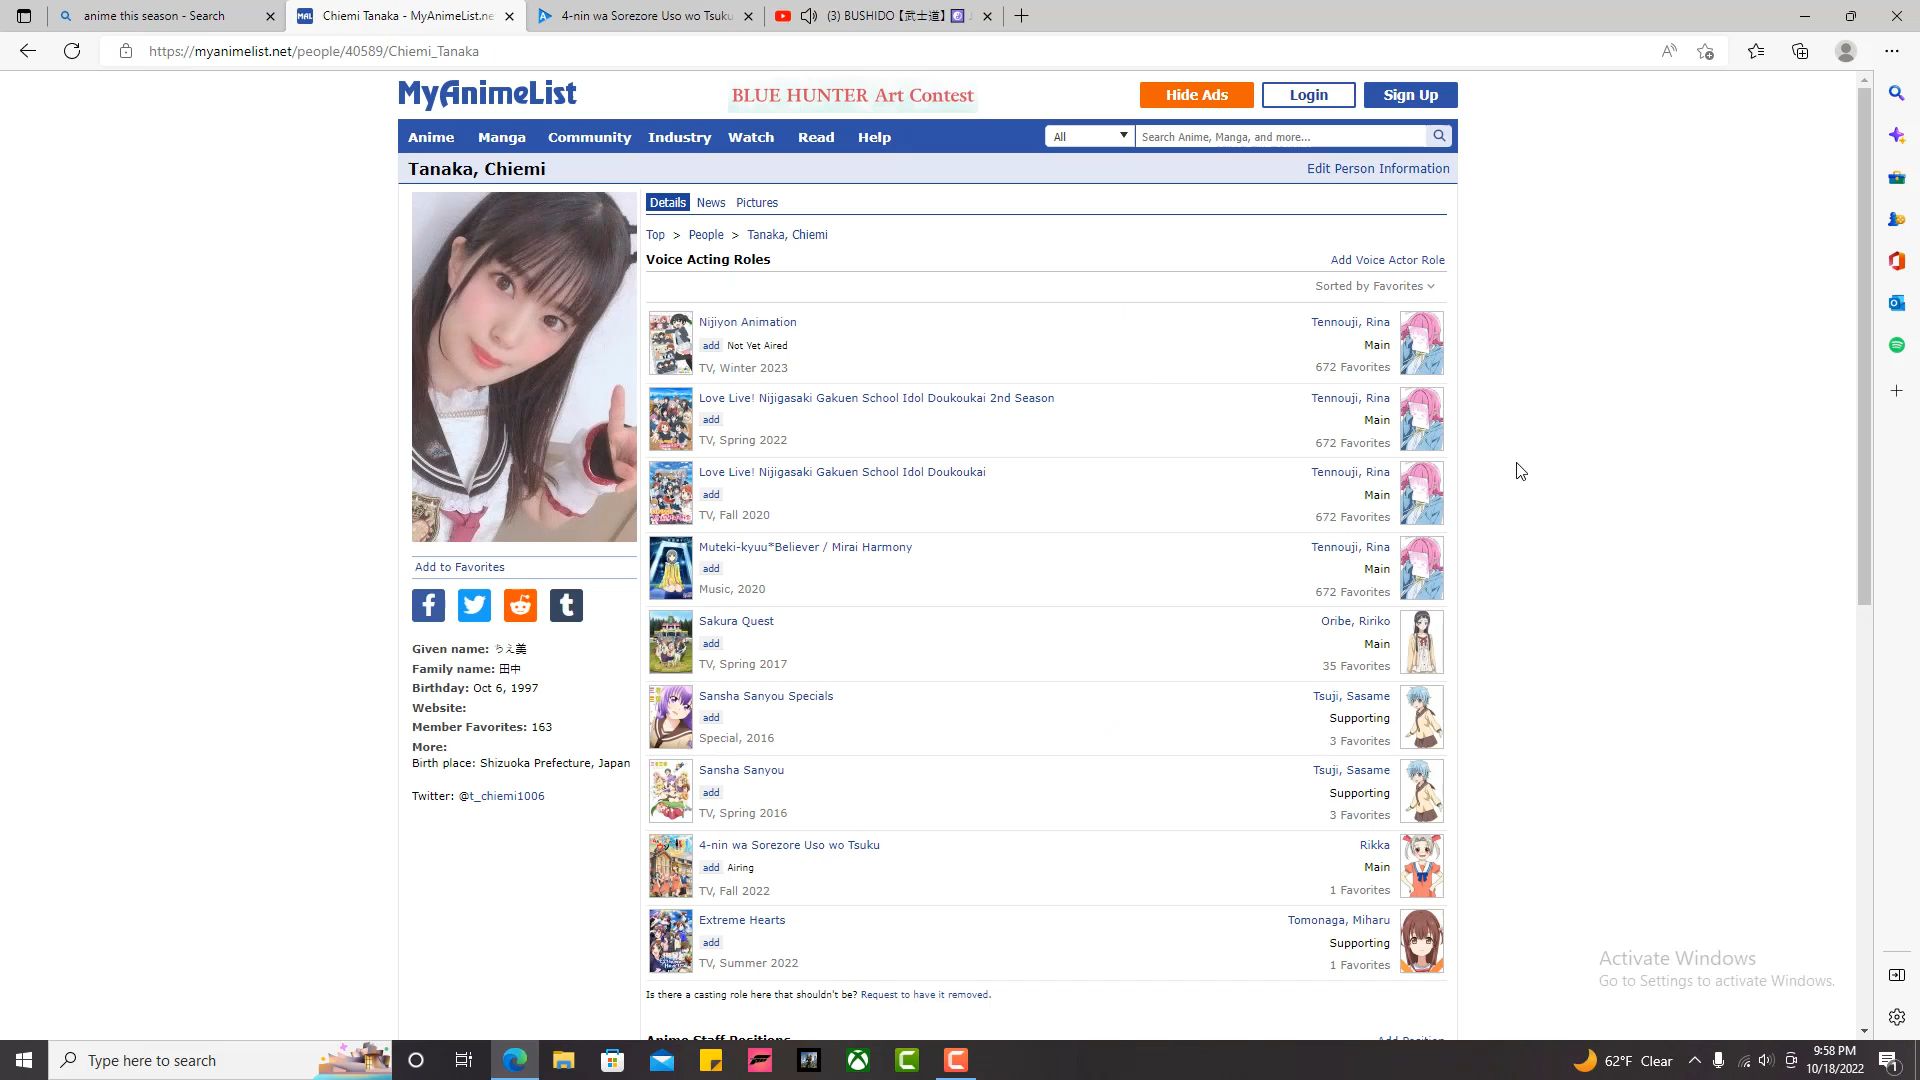 anime this season - Search
Chiemi Tanaka - MyAnimeList.ne
4-nin wa Sorezore Uso wo Tsuku
(3) BUSHIDO【武士道】
https://myanimelist.net/people/40589/Chiemi_Tanaka
MyAnimeList
BLUE HUNTER Art Contest
Hide Ads
Login
Sign Up
Anime Manga Community Industry Watch Read Help
All
Search Anime, Manga, and more...
Tanaka, Chiemi
Edit Person Information
Details News Pictures
Top > People > Tanaka, Chiemi
Voice Acting Roles
Add Voice Actor Role
Sorted by Favorites
Nijiyon Animation
Tennouji, Rina
add Not Yet Aired
Main
TV, Winter 2023
672 Favorites
Love Live! Nijigasaki Gakuen School Idol Doukoukai 2nd Season
Tennouji, Rina
add
Main
TV, Spring 2022
672 Favorites
Love Live! Nijigasaki Gakuen School Idol Doukoukai
Tennouji, Rina
add
Main
TV, Fall 2020
672 Favorites
Muteki-kyuu*Believer / Mirai Harmony
Tennouji, Rina
add
Main
Music, 2020
672 Favorites
Sakura Quest
Oribe, Ririko
add
Main
TV, Spring 2017
35 Favorites
Sansha Sanyou Specials
Tsuji, Sasame
add
Supporting
Special, 2016
3 Favorites
Sansha Sanyou
Tsuji, Sasame
add
Supporting
TV, Spring 2016
3 Favorites
4-nin wa Sorezore Uso wo Tsuku
Rikka
add Airing
Main
TV, Fall 2022
1 Favorites
Extreme Hearts
Tomonaga, Miharu
add
Supporting
TV, Summer 2022
1 Favorites
Is there a casting role here that shouldn't be? Request to have it removed.
Anime Staff Positions
Add Position
Add to Favorites
Given name: ちえ美
Family name: 田中
Birthday: Oct 6, 1997
Website:
Member Favorites: 163
More:
Birth place: Shizuoka Prefecture, Japan
Twitter: @t_chiemi1006
Activate Windows
Go to Settings to activate Windows.
Type here to search
62°F Clear
9:58 PM
10/18/2022
1